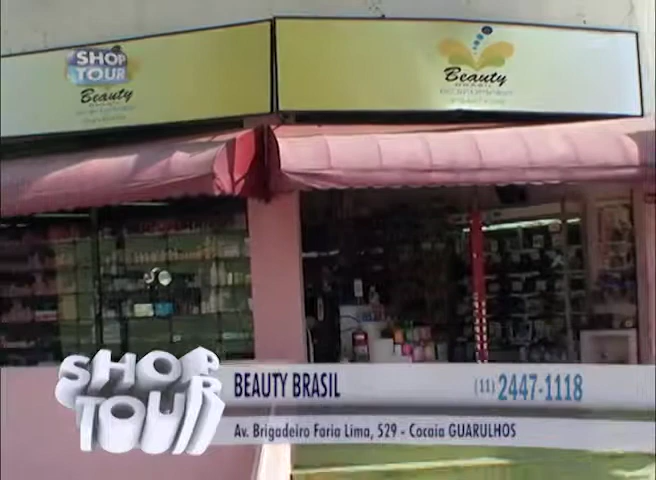 SHOP
TOUR
Beauty
BRASIL
Beauty
BRASIL
SHOP
TOUR
BEAUTY BRASIL
(11) 2447-1118
Av. Brigadeiro Faria Lima, 529 - Cocaia GUARULHOS